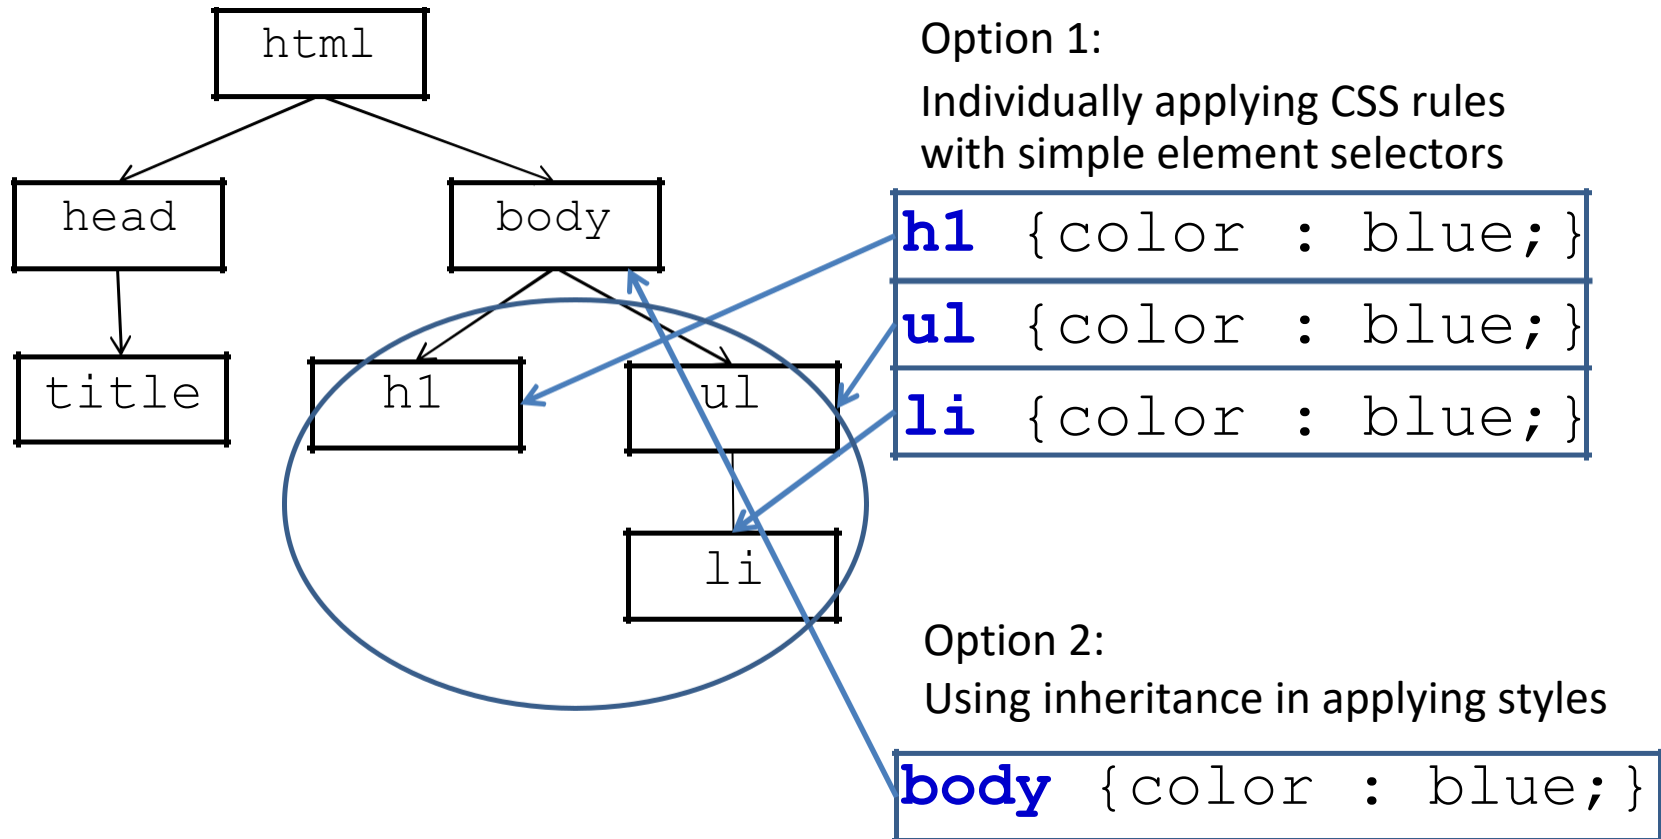 html
head
body
title
h1
ul
li
Option 1:
Individually applying CSS rules
with simple element selectors
h1 {color : blue;}
ul {color : blue;}
li {color : blue;}
Option 2:
Using inheritance in applying styles
body {color : blue;}